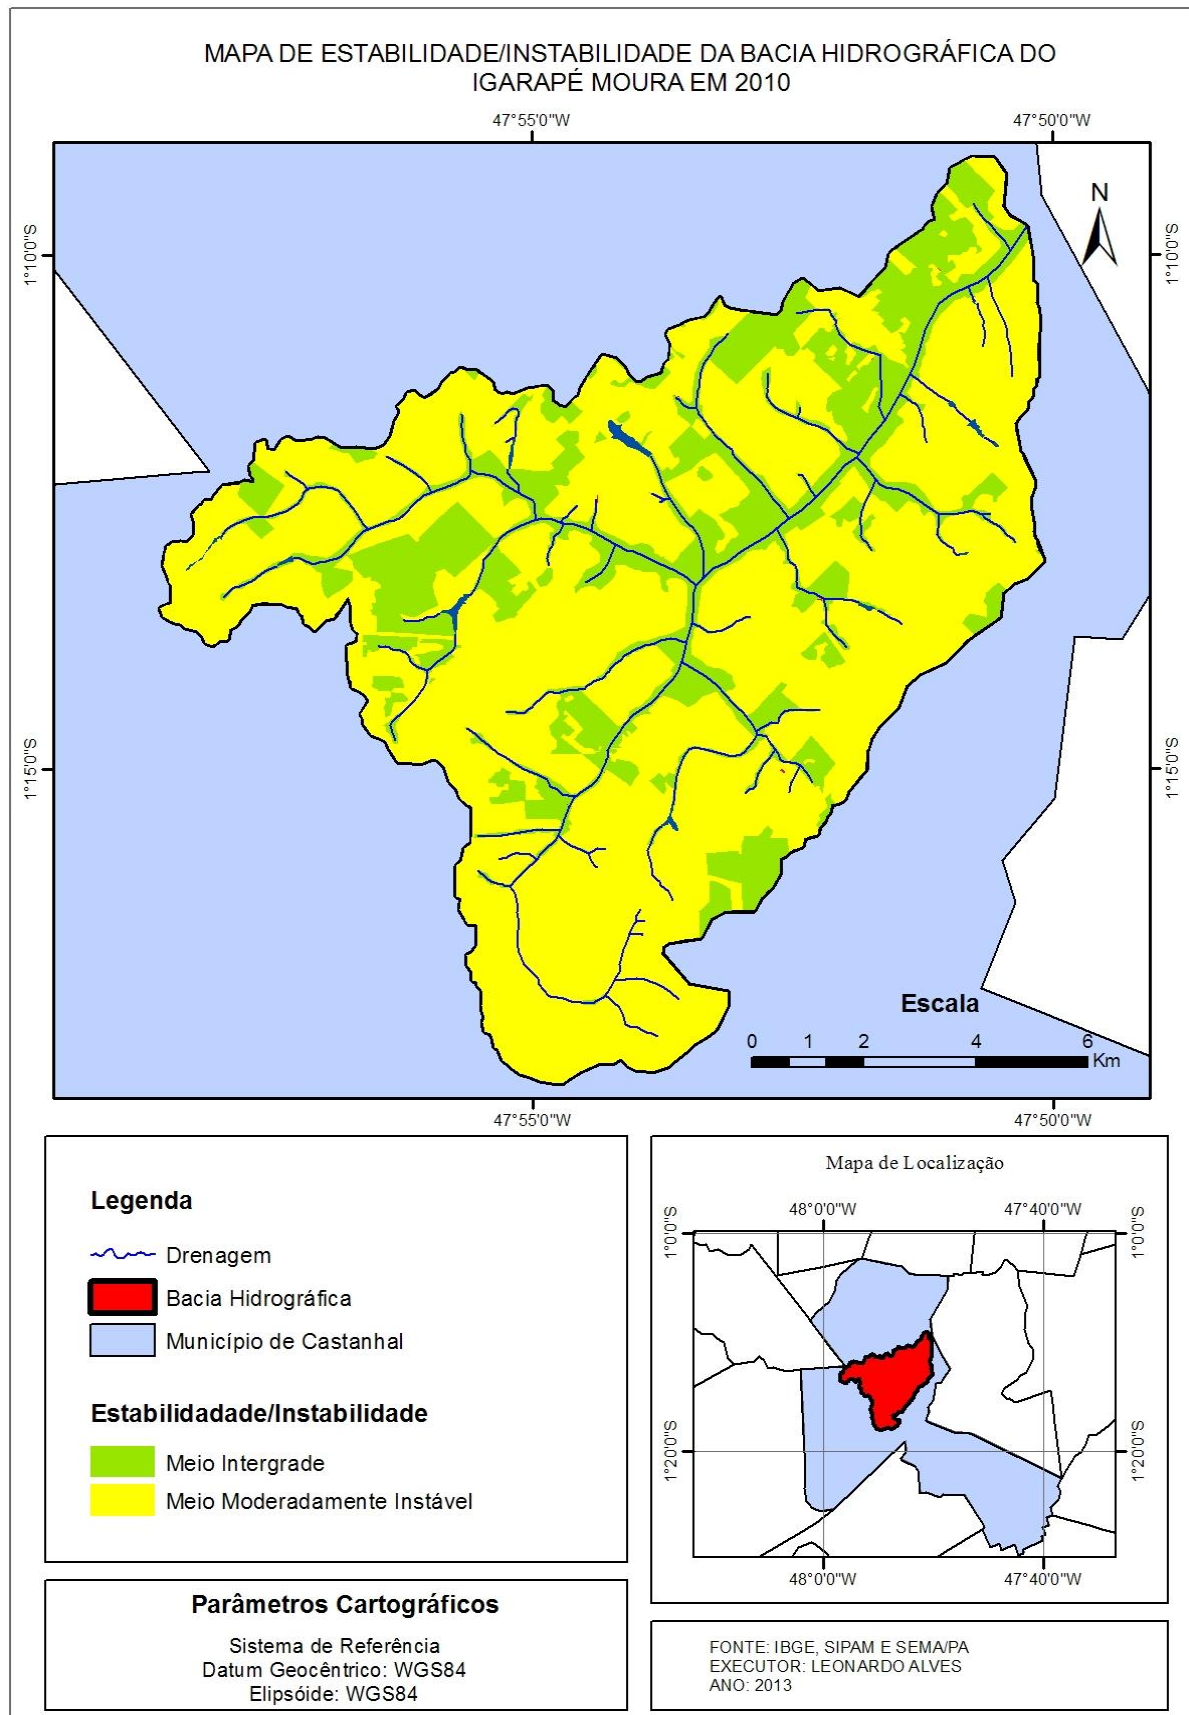 MAPA DE ESTABILIDADE/INSTABILIDADE DA BACIA HIDROGRÁFICA DO
IGARAPÉ MOURA EM 2010
47°55'0"W
47°50'0"W
N
1°10'0"S
1°10'0"S
1°15'0"S
1°15'0"S
Escala
0 1 2 4 6
Km
47°55'0"W
47°50'0"W
Legenda
Drenagem
Bacia Hidrográfica
Município de Castanhal
Estabilidadade/Instabilidade
Meio Intergrade
Meio Moderadamente Instável
Parâmetros Cartográficos
Sistema de Referência
Datum Geocêntrico: WGS84
Elipsóide: WGS84
Mapa de Localização
48°0'0"W
47°40'0"W
1°0'0"S
1°0'0"S
1°20'0"S
1°20'0"S
48°0'0"W
47°40'0"W
FONTE: IBGE, SIPAM E SEMA/PA
EXECUTOR: LEONARDO ALVES
ANO: 2013